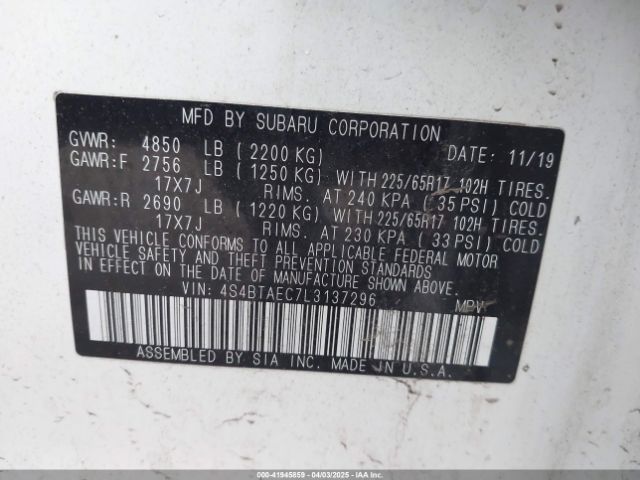 MFD BY SUBARU CORPORATION
GVWR: 4850 LB (2200 KG) DATE: 11/19
GAWR:F 2756 LB (1250 KG) WITH 225/65R17 102H TIRES.
17X7J RIMS. AT 240 KPA (35 PSI) COLD
GAWR:R 2690 LB (1220 KG) WITH 225/65R17 102H TIRES.
17X7J RIMS. AT 230 KPA (33 PSI) COLD
THIS VEHICLE CONFORMS TO ALL APPLICABLE FEDERAL MOTOR
VEHICLE SAFETY AND THEFT PREVENTION STANDARDS
IN EFFECT ON THE DATE OF MANUFACTURE SHOWN ABOVE.
VIN: 4S4BTAEC7L3137296 MPV
ASSEMBLED BY SIA INC. MADE IN U.S.A.
000-41945859 - 04/03/2025 - IAAI.COM